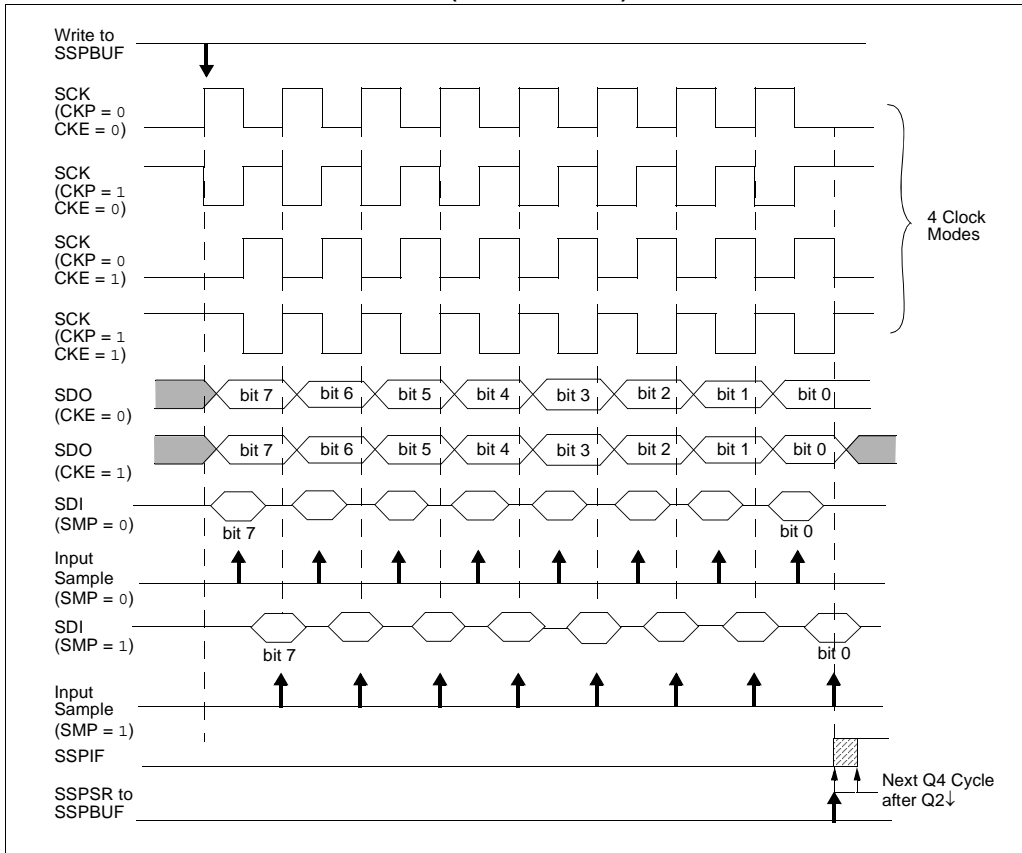 Write to
SSPBUF
SCK
(CKP = 0
CKE = 0)
SCK
(CKP = 1
CKE = 0)
4 Clock
Modes
SCK
(CKP = 0
CKE = 1)
SCK
(CKP = 1
CKE = 1)
SDO
(CKE = 0)
bit 7 bit 6 bit 5 bit 4 bit 3 bit 2 bit 1 bit 0
SDO
(CKE = 1)
bit 7 bit 6 bit 5 bit 4 bit 3 bit 2 bit 1 bit 0
SDI
(SMP = 0)
bit 7 bit 0
Input
Sample
(SMP = 0)
SDI
(SMP = 1)
bit 7 bit 0
Input
Sample
(SMP = 1)
SSPIF
Next Q4 Cycle
after Q2↓
SSPSR to
SSPBUF